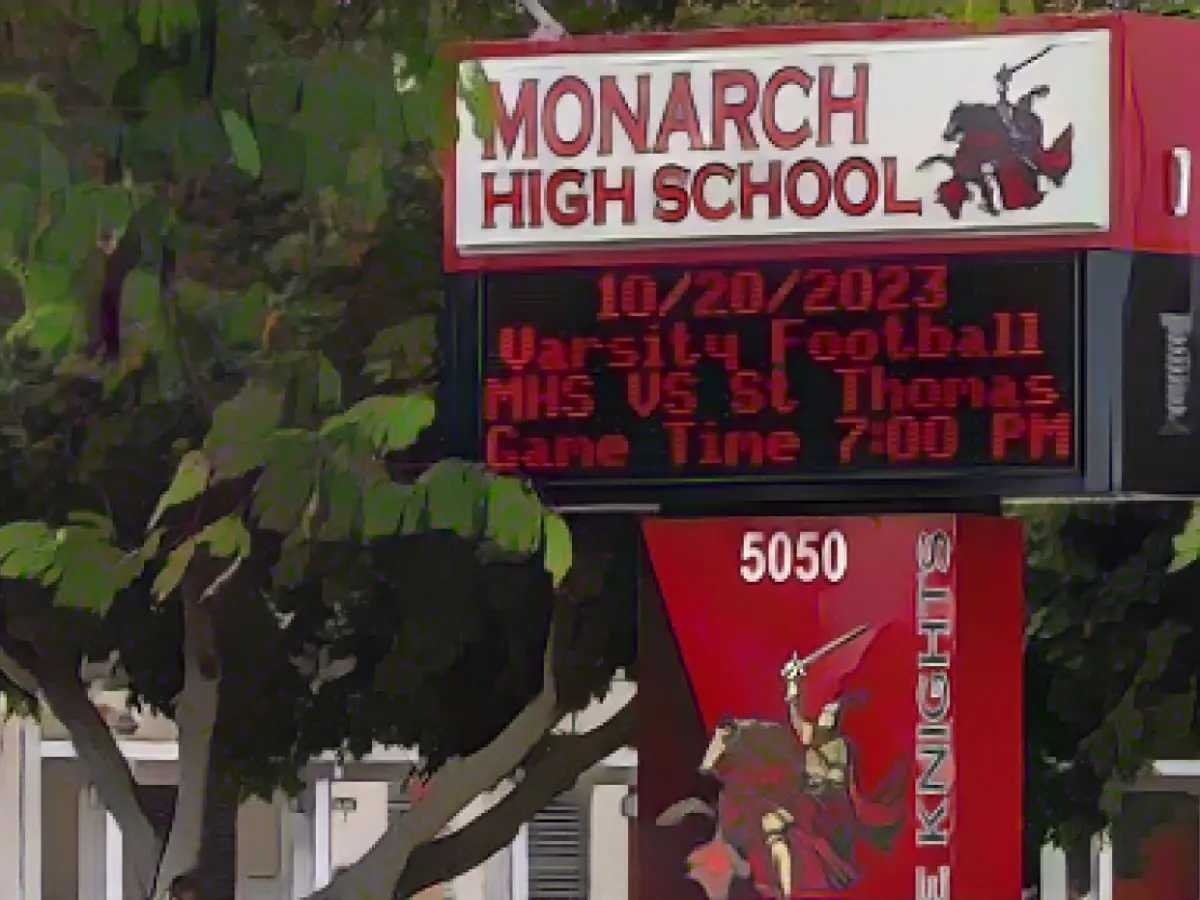 MONARCH
HIGH SCHOOL
10/20/2023
Varsity Football
MHS VS St Thomas
Game Time 7:00 PM
5050
E KNIGHTS